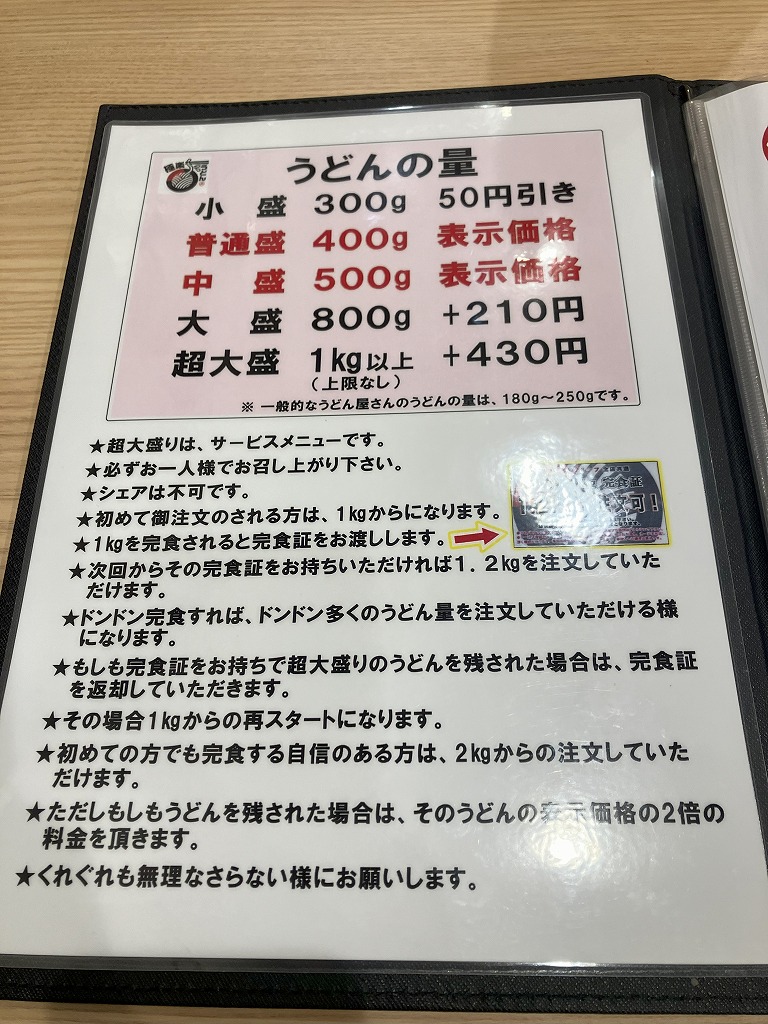 うどんの量
小 盛 300g 50円引き
普通盛 400g 表示価格
中 盛 500g 表示価格
大 盛 800g +210円
超大盛 1kg以上 +430円
(上限なし)
※ 一般的なうどん屋さんのうどんの量は、180g〜250gです。
★超大盛りは、サービスメニューです。
★必ずお一人様でお召し上がり下さい。
★シェアは不可です。
★初めて御注文のされる方は、1kgからになります。
★1kgを完食されると完食証をお渡しします。
完食証
★次回からその完食証をお持ちいただければ1.2kgを注文していた
だけます。
★ドンドン完食すれば、ドンドン多くのうどん量を注文していただける様
になります。
★もしも完食証をお持ちで超大盛りのうどんを残された場合は、完食証
を返却していただきます。
★その場合1kgからの再スタートになります。
★初めての方でも完食する自信のある方は、2kgからの注文していた
だけます。
★ただしもしもうどんを残された場合は、そのうどんの表示価格の2倍の
料金を頂きます。
★くれぐれも無理なさらない様にお願いします。